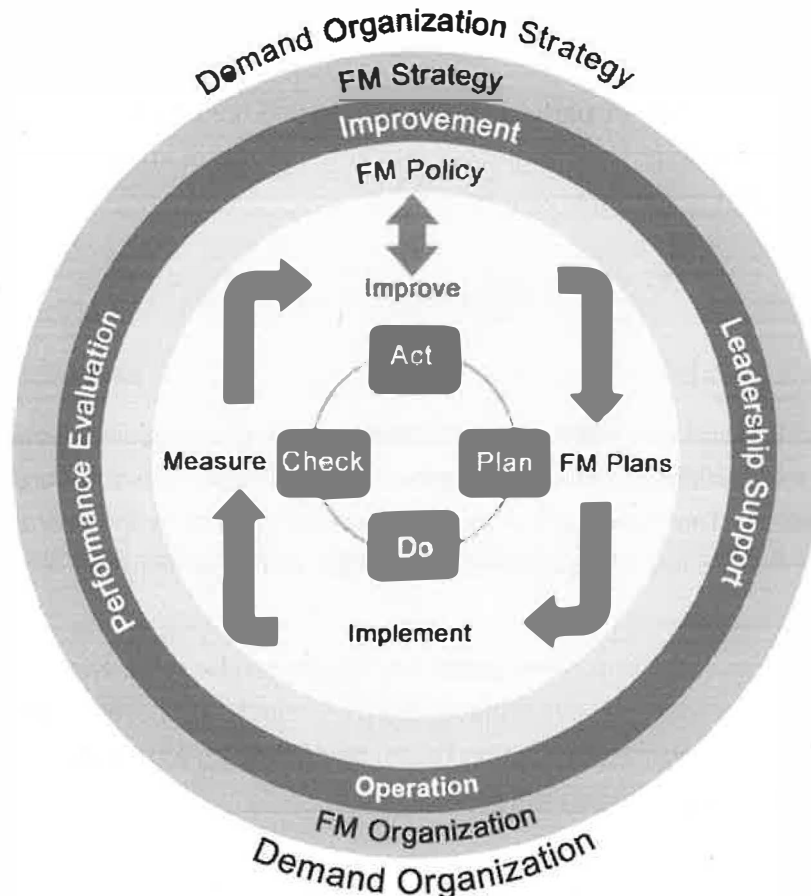 Demand Organization Strategy
FM Strategy
Improvement
FM Policy
Improve
Act
Performance Evaluation
Leadership Support
Measure
Check
Plan
FM Plans
Do
Implement
Operation
FM Organization
Demand Organization